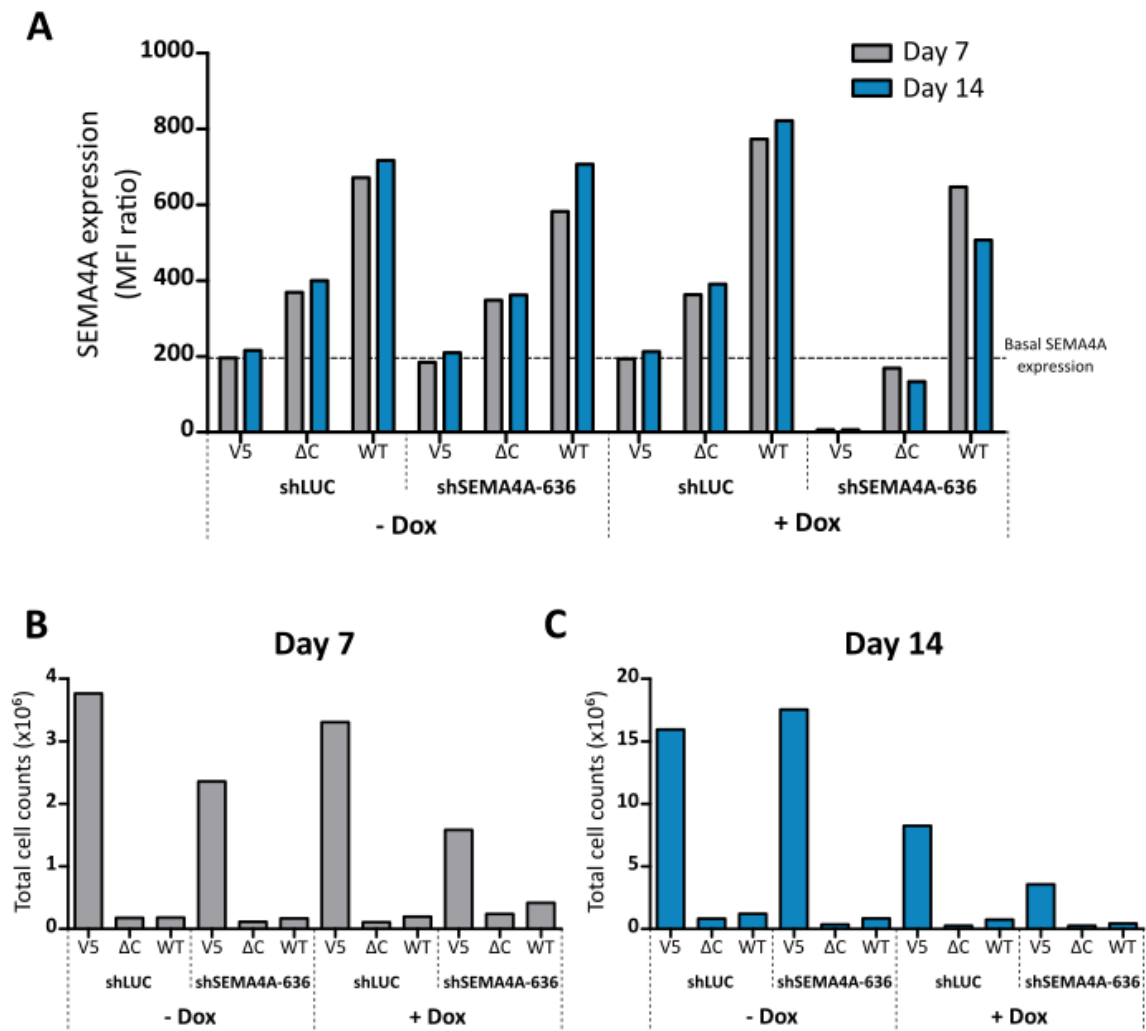 A
1000
800
600
400
200
0
SEMA4A expression
(MFI ratio)
Day 7
Day 14
Basal SEMA4A
expression
V5 ΔC WT V5 ΔC WT V5 ΔC WT V5 ΔC WT
shLUC shSEMA4A-636 shLUC shSEMA4A-636
- Dox + Dox
B
Day 7
4
3
2
1
0
Total cell counts (x10⁶)
V5 ΔC WT V5 ΔC WT V5 ΔC WT V5 ΔC WT
shLUC shSEMA4A-636 shLUC shSEMA4A-636
- Dox + Dox
C
Day 14
20
15
10
5
0
Total cell counts (x10⁶)
V5 ΔC WT V5 ΔC WT V5 ΔC WT V5 ΔC WT
shLUC shSEMA4A-636 shLUC shSEMA4A-636
- Dox + Dox